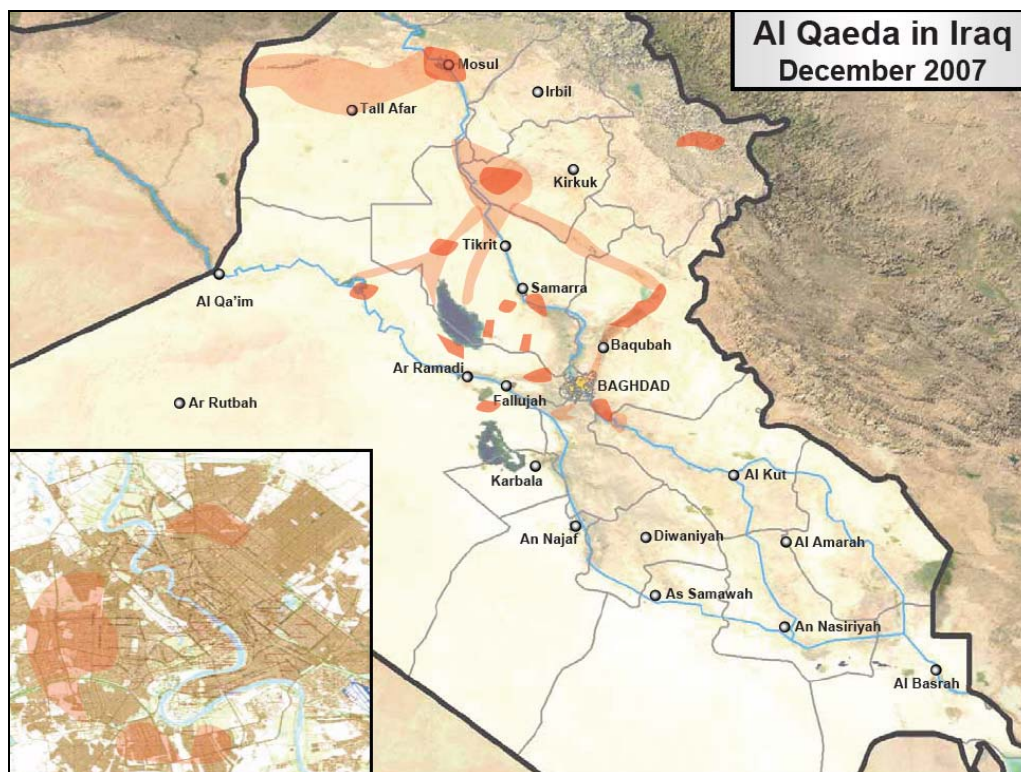 Al Qaeda in Iraq
December 2007
Mosul
Irbil
Tall Afar
Kirkuk
Tikrit
Al Qa'im
Samarra
Baqubah
Ar Ramadi
BAGHDAD
Fallujah
Ar Rutbah
Karbala
Al Kut
An Najaf
Diwaniyah
Al Amarah
As Samawah
An Nasiriyah
Al Basrah